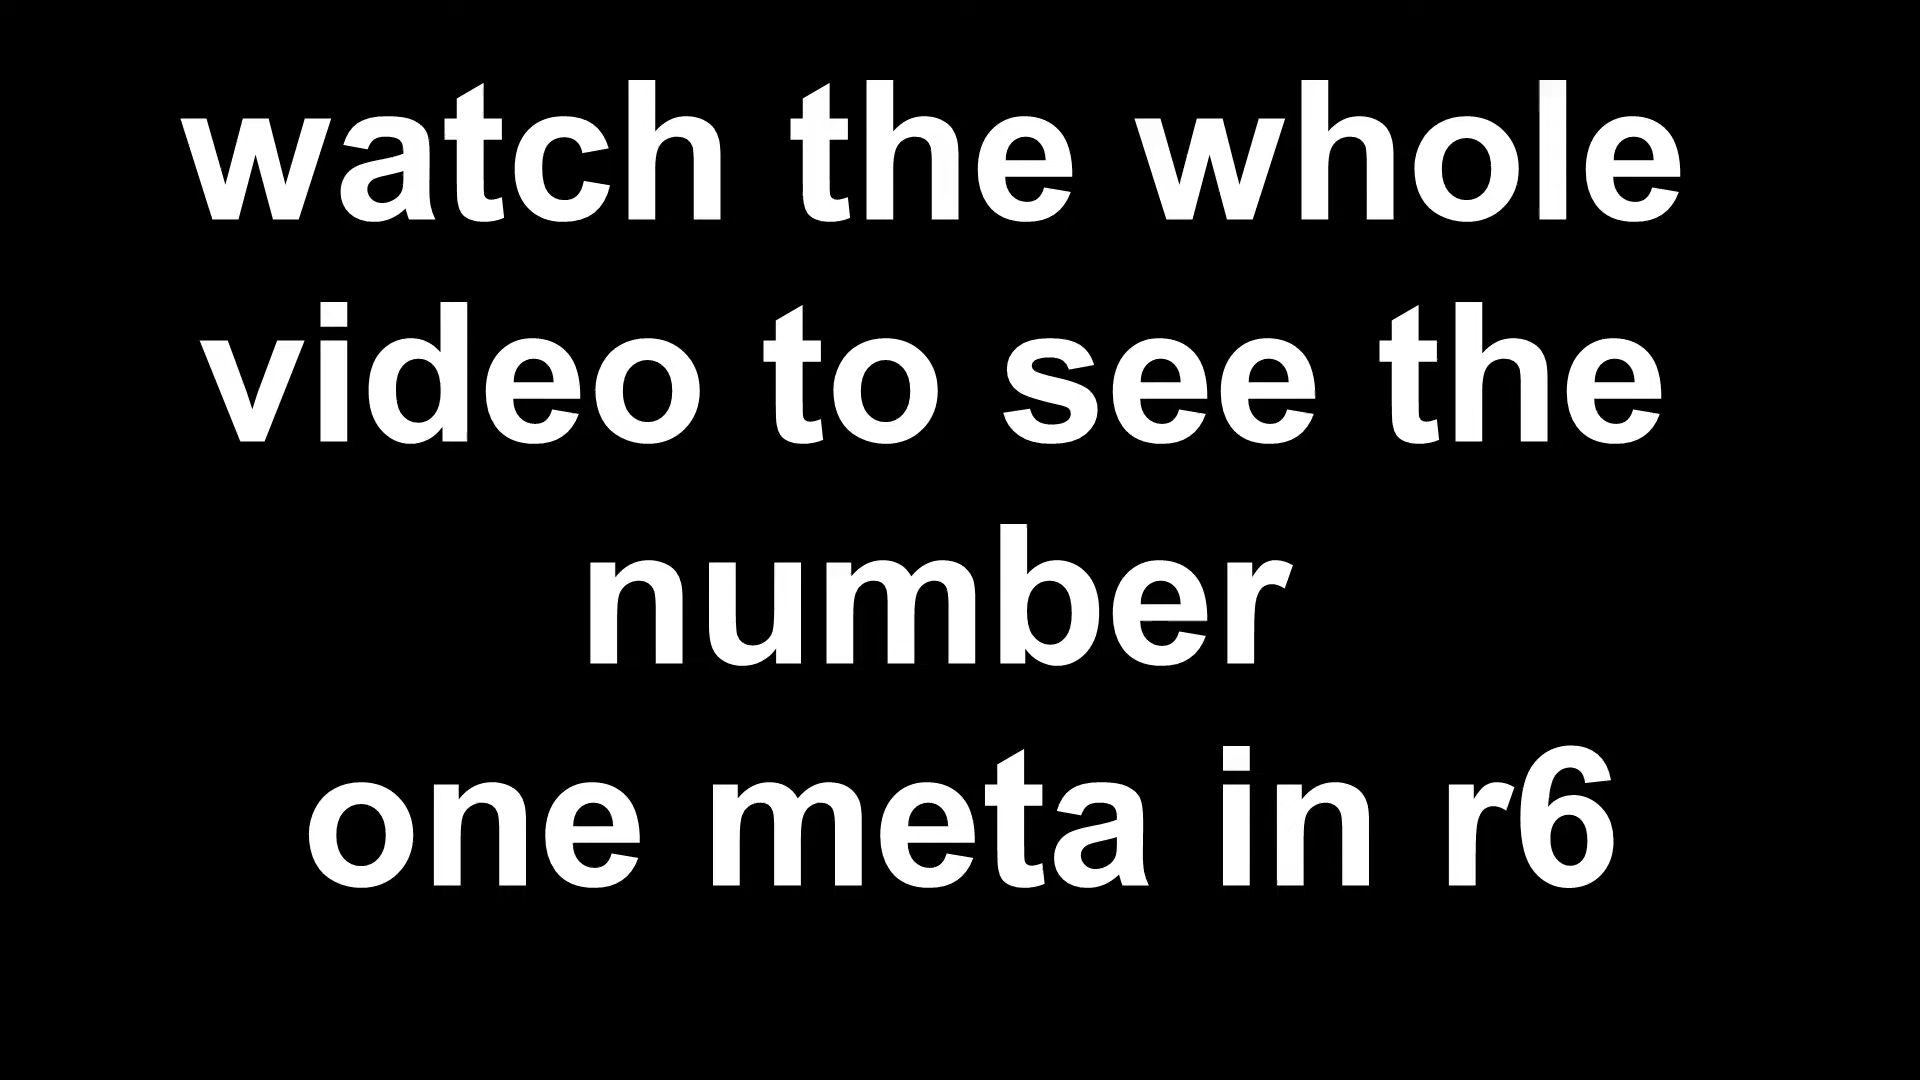 watch the whole
video to see the
number
one meta in r6